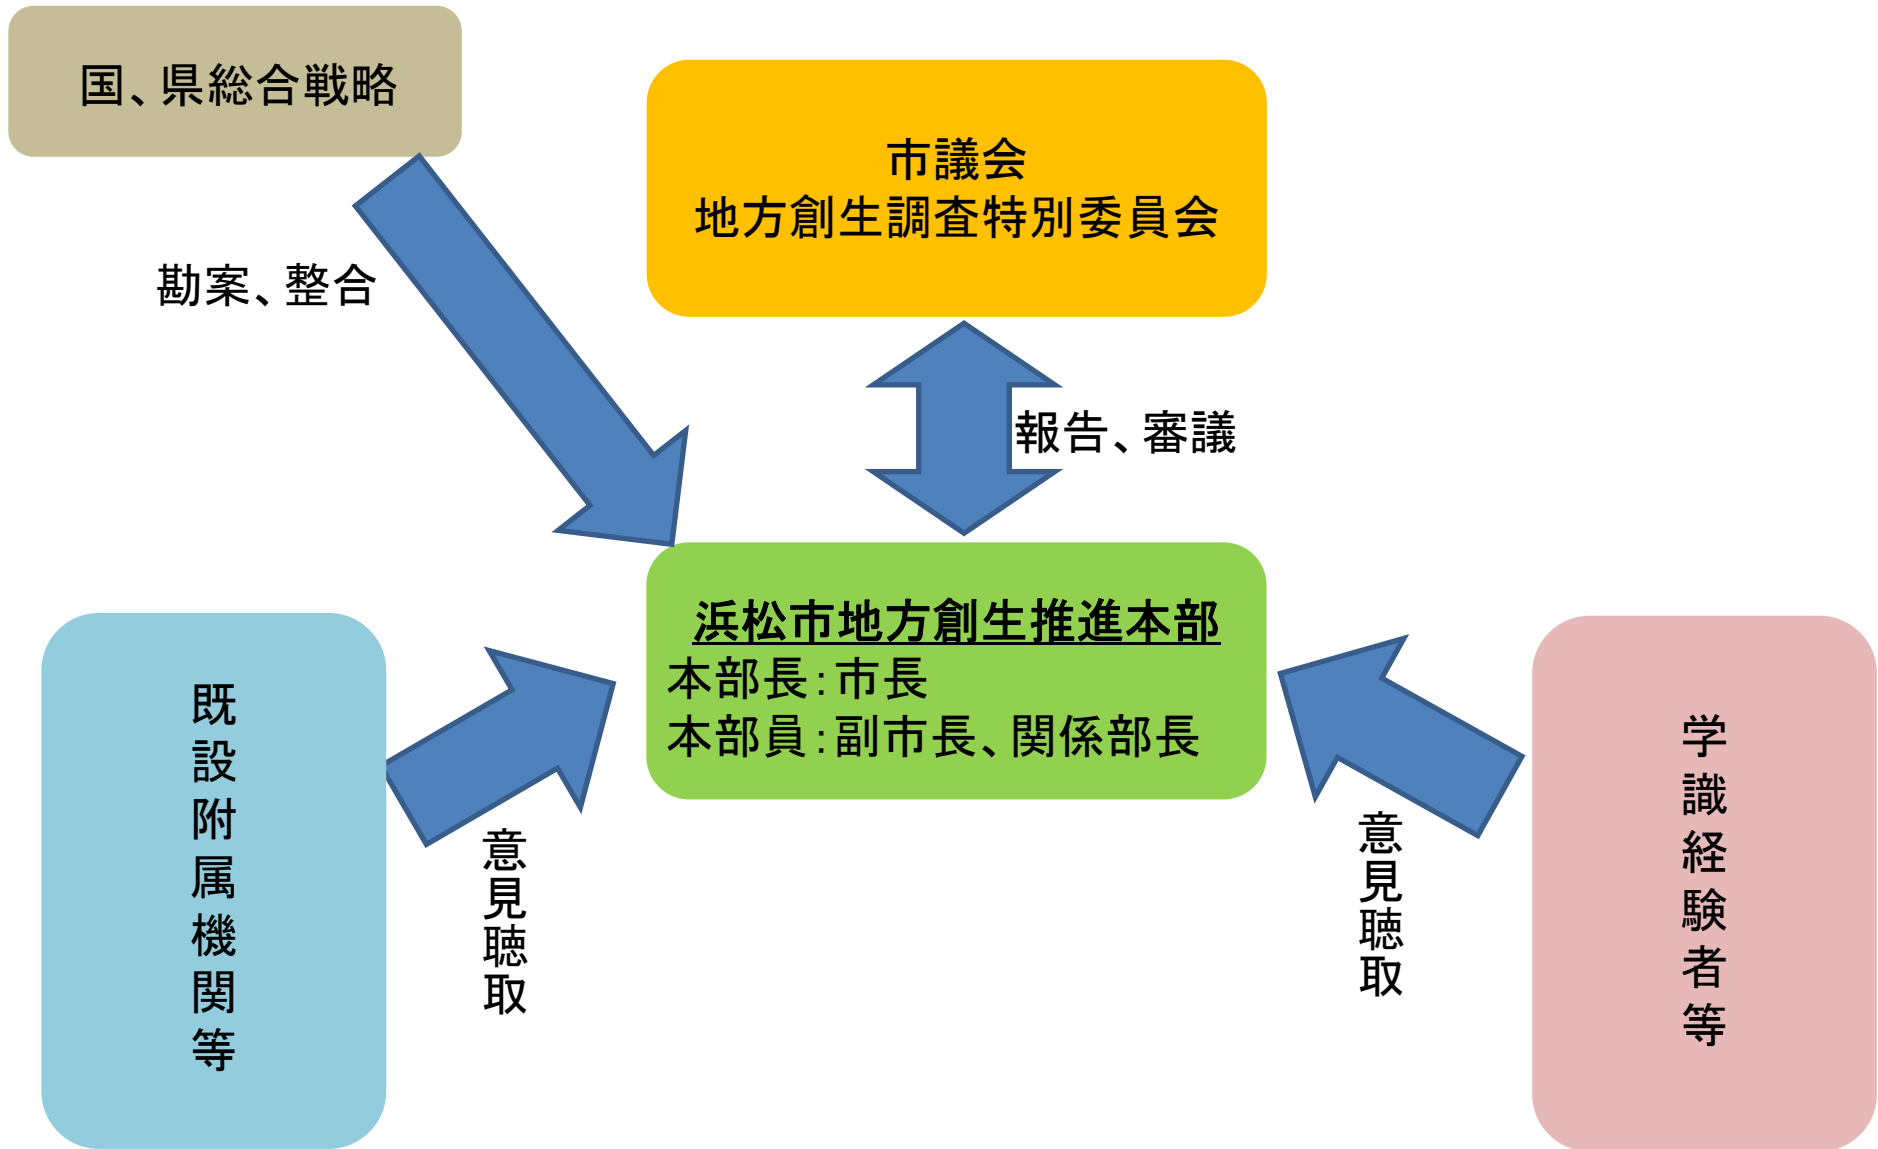 国、県総合戦略
市議会
地方創生調査特別委員会
勘案、整合
報告、審議
浜松市地方創生推進本部
本部長：市長
本部員：副市長、関係部長
既設附属機関等
意見聴取
意見聴取
学識経験者等